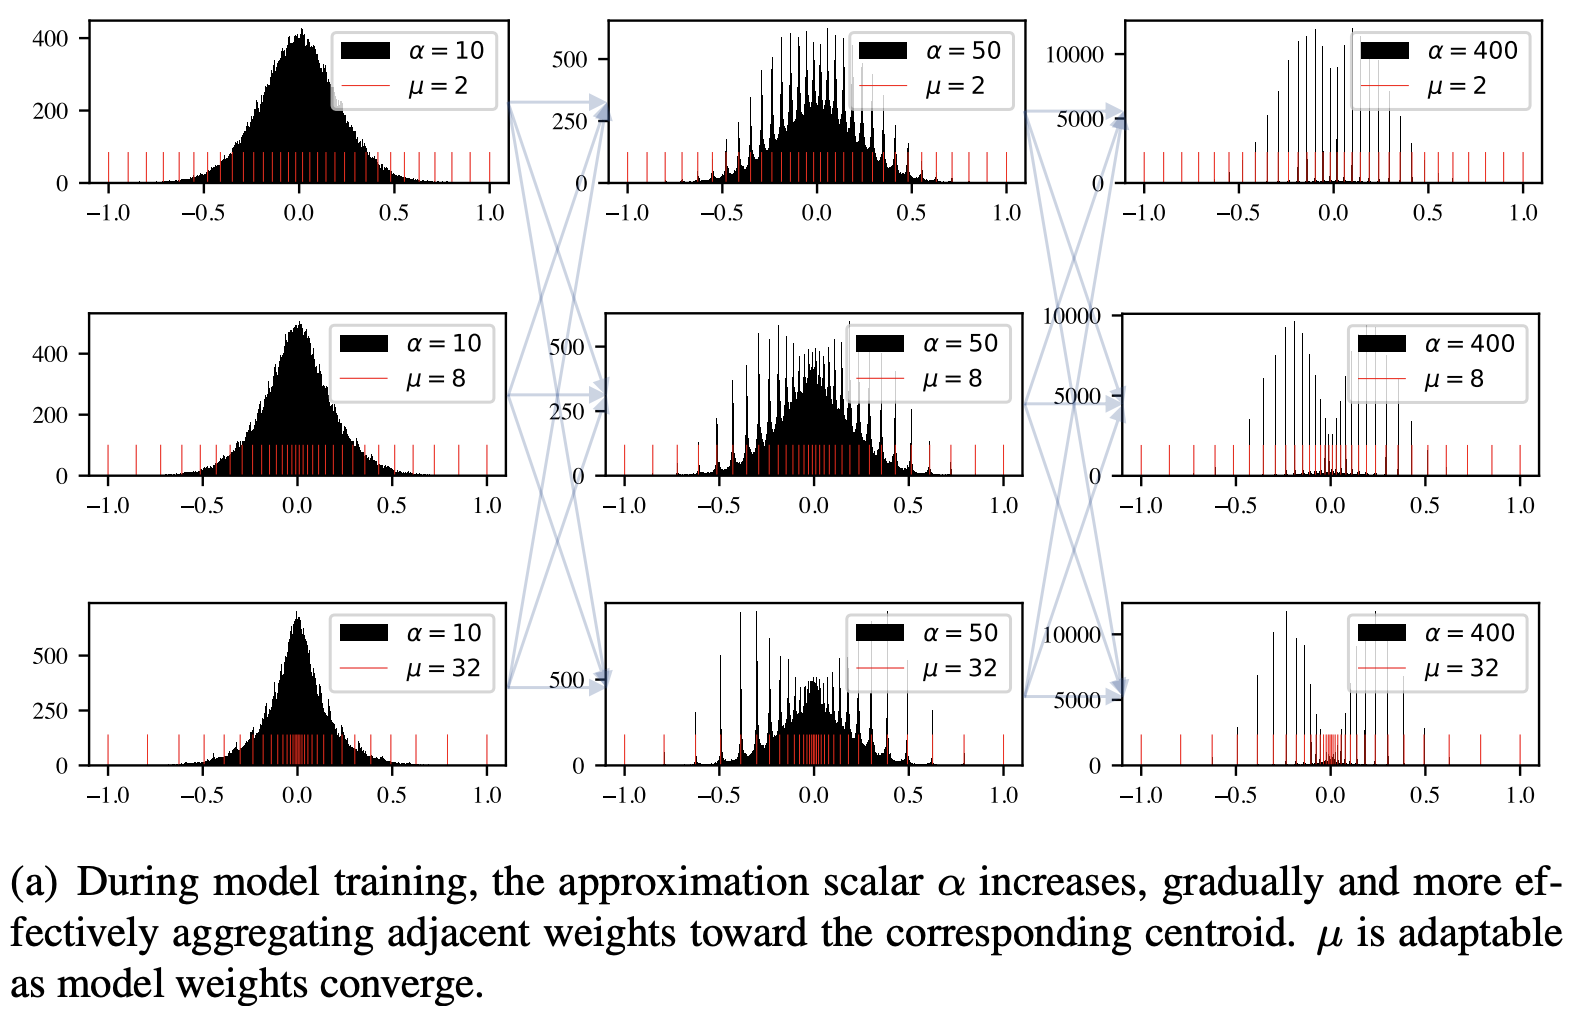 400
200
0
−1.0 −0.5 0.0 0.5 1.0
α = 10
μ = 2
500
250
0
−1.0 −0.5 0.0 0.5 1.0
α = 50
μ = 2
10000
5000
0
−1.0 −0.5 0.0 0.5 1.0
α = 400
μ = 2
400
200
0
−1.0 −0.5 0.0 0.5 1.0
α = 10
μ = 8
500
250
0
−1.0 −0.5 0.0 0.5 1.0
α = 50
μ = 8
10000
5000
0
−1.0 −0.5 0.0 0.5 1.0
α = 400
μ = 8
500
250
0
−1.0 −0.5 0.0 0.5 1.0
α = 10
μ = 32
500
0
−1.0 −0.5 0.0 0.5 1.0
α = 50
μ = 32
10000
5000
0
−1.0 −0.5 0.0 0.5 1.0
α = 400
μ = 32
(a) During model training, the approximation scalar α increases, gradually and more ef-
fectively aggregating adjacent weights toward the corresponding centroid. μ is adaptable
as model weights converge.